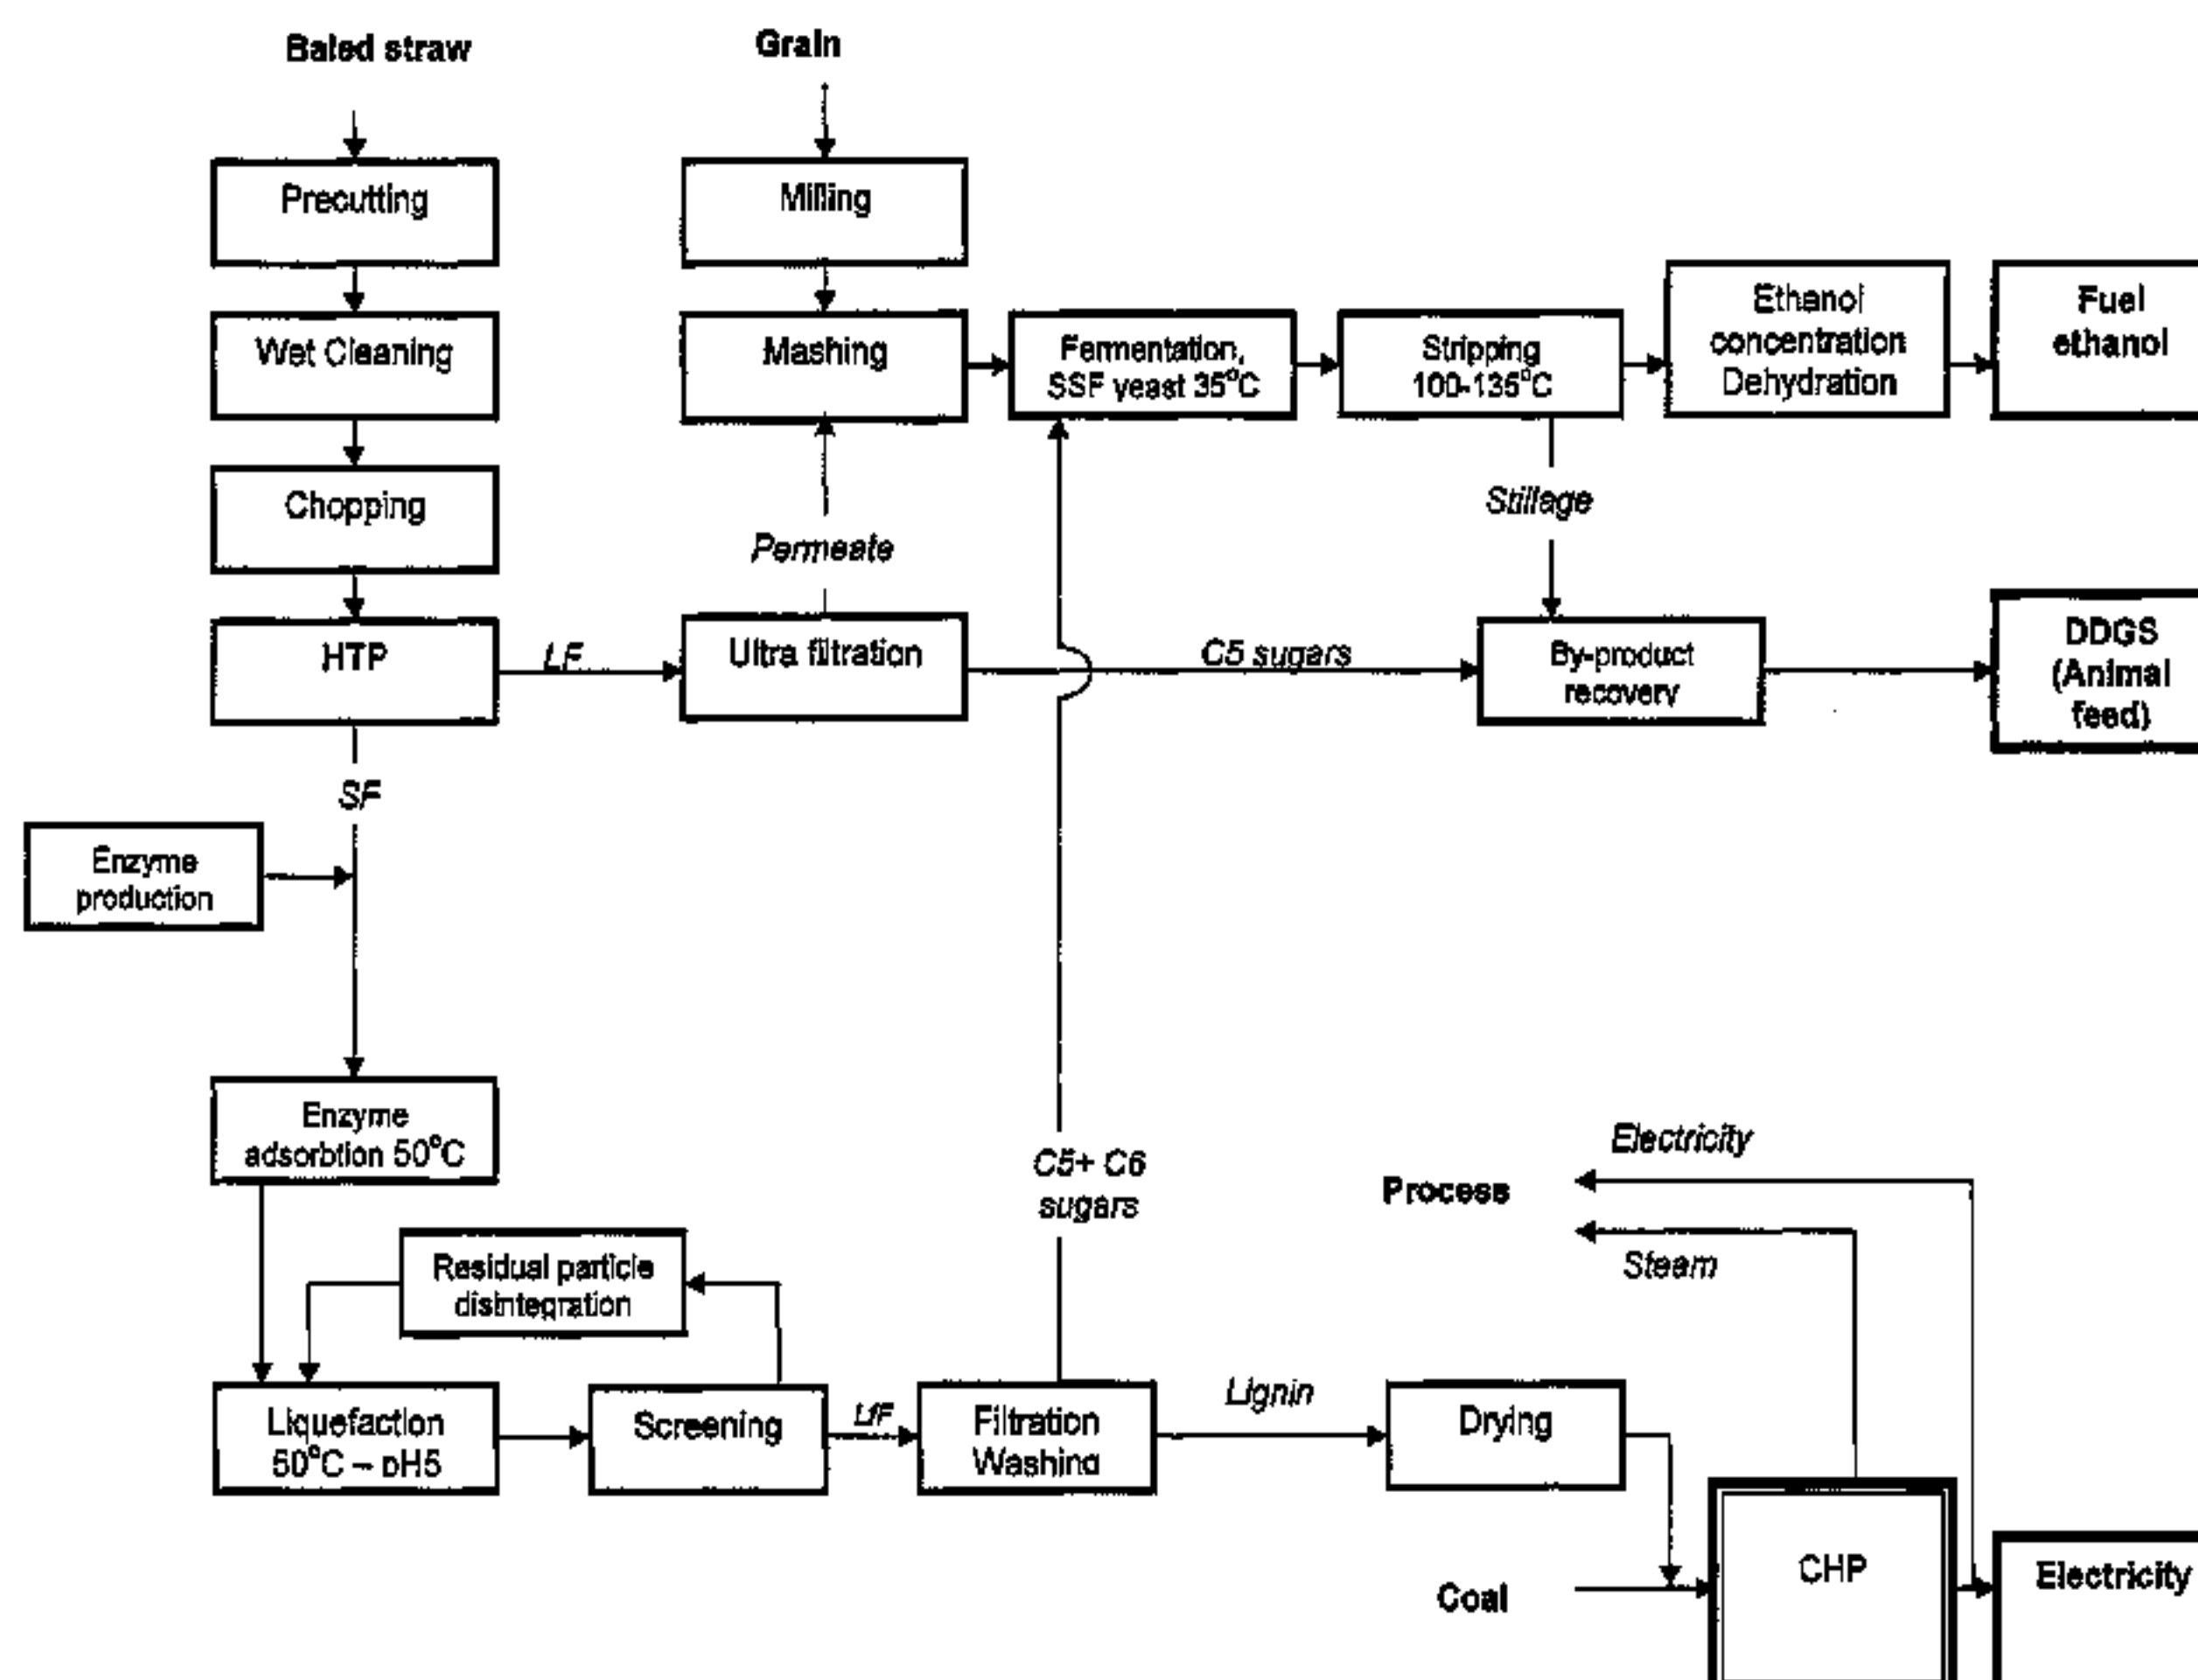 Baled straw
Grain
Precutting
Milling
Wet Cleaning
Mashing
Fermentation,
SSF yeast 35°C
Stripping
100-135°C
Ethanol
concentration
Dehydration
Fuel
ethanol
Chopping
Permeate
Stillage
HTP
LF
Ultra filtration
C5 sugars
By-product
recovery
DDGS
(Animal
feed)
SF
Enzyme
production
Enzyme
adsorbtion 50°C
C5+ C6
sugars
Electricity
Process
Steam
Residual particle
disintegration
Liquefaction
50°C – pH5
Screening
Filtration
Washing
Lignin
Drying
CHP
Coal
Electricity